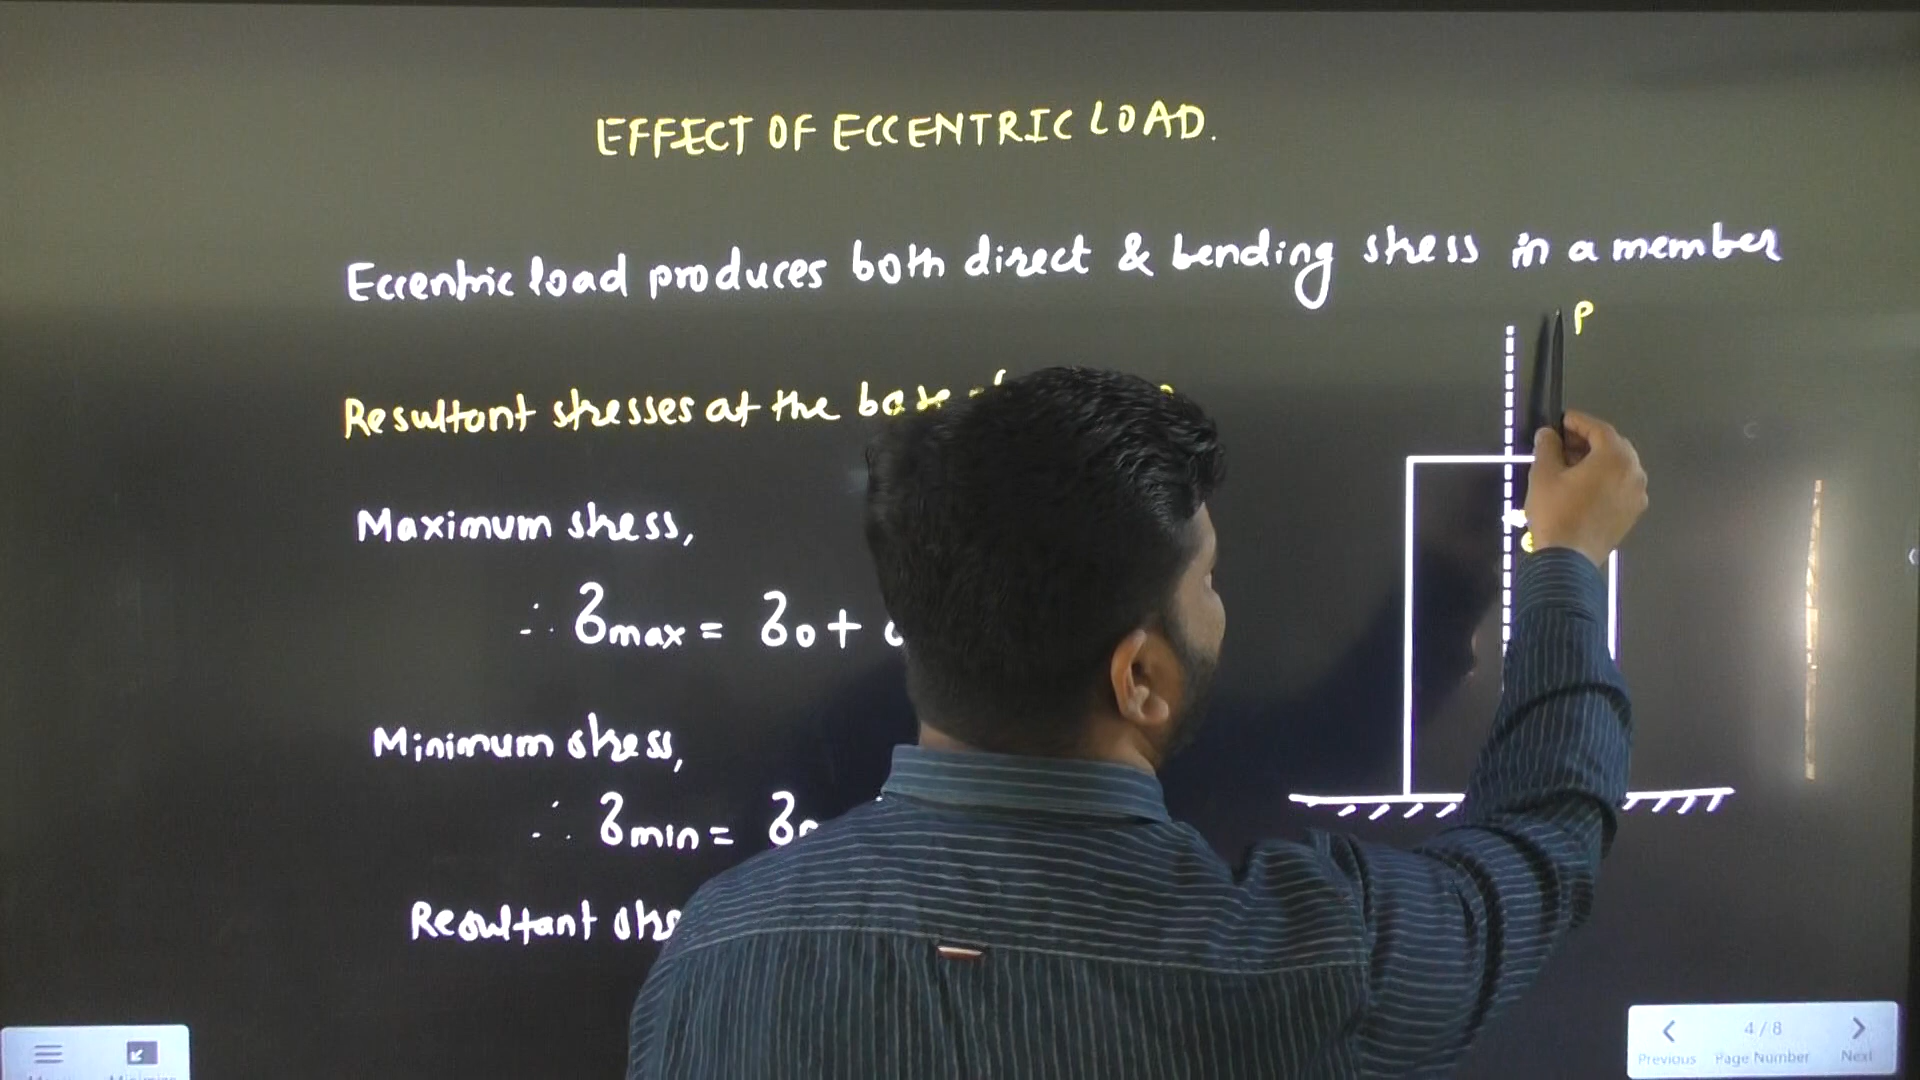 EFFECT OF ECCENTRIC LOAD.
Eccentric load produces both direct & bending stress in a member
P
Resultant stresses at the base
Maximum stress,
e
∴ σmax = σ0 +
Minimum stress,
∴ σmin = σ0
Resultant
4 / 8
Previous Page Number Next